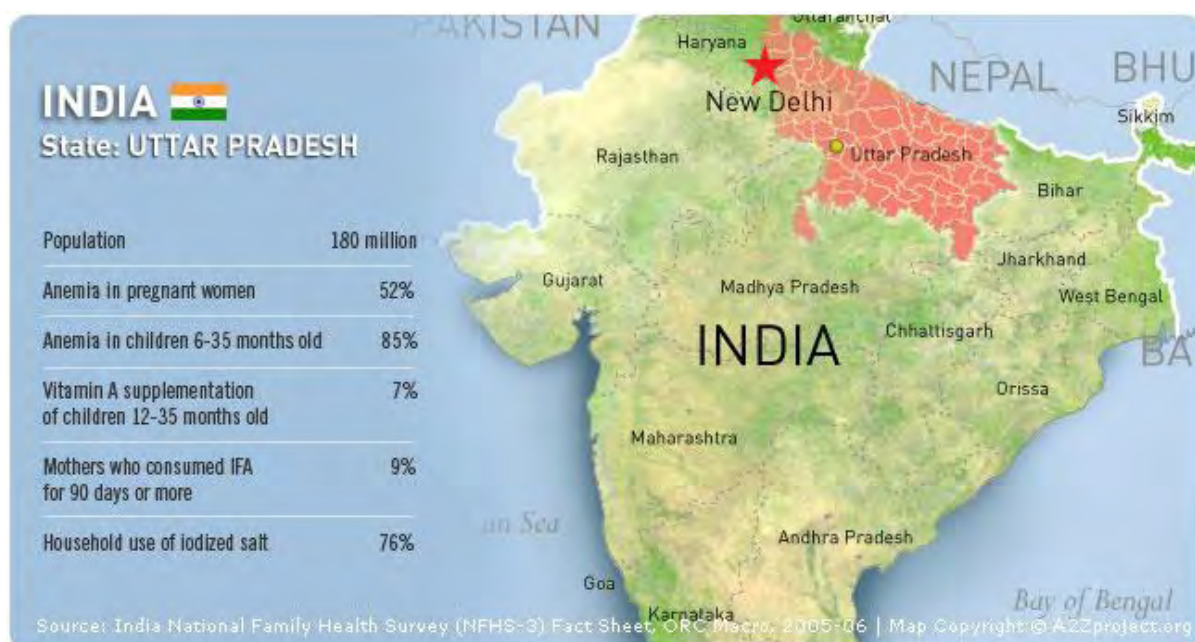 INDIA
State: UTTAR PRADESH
Population 180 million
Anemia in pregnant women 52%
Anemia in children 6-35 months old 85%
Vitamin A supplementation 7%
of children 12-35 months old
Mothers who consumed IFA 9%
for 90 days or more
Household use of iodized salt 76%
PAKISTAN
Uttaranchal
Haryana
NEPAL
BHU
New Delhi
Sikkim
Rajasthan
Uttar Pradesh
Bihar
Jharkhand
Gujarat
Madhya Pradesh
West Bengal
INDIA
Chhattisgarh
BA
Orissa
Maharashtra
an Sea
Andhra Pradesh
Goa
Bay of Bengal
Karnataka
Source: India National Family Health Survey (NFHS-3) Fact Sheet, ORC Macro, 2005-06 | Map Copyright © A2Zproject.org